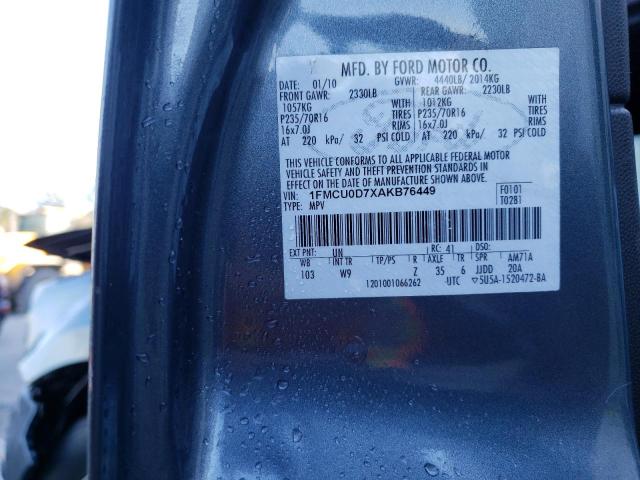 MFD. BY FORD MOTOR CO.
DATE: 01/10 GVWR: 4440LB/ 2014KG
FRONT GAWR: 2330LB REAR GAWR: 2230LB
1057KG WITH 1012KG WITH
P235/70R16 TIRES P235/70R16 TIRES
16x7.0J RIMS 16x7.0J RIMS
AT 220 kPa/ 32 PSI COLD AT 220 kPa/ 32 PSI COLD
THIS VEHICLE CONFORMS TO ALL APPLICABLE FEDERAL MOTOR
VEHICLE SAFETY AND THEFT PREVENTION STANDARDS IN
EFFECT ON THE DATE OF MANUFACTURE SHOWN ABOVE.
VIN: 1FMCU0D7XAKB76449 F0101
TYPE: MPV T0281
EXT PNT: UN RC: 41 DSO:
WB INT TR TP/PS R AXLE TR SPR AM71A
103 W9 Z 35 6 JJDD 20A
1201001066262 UTC ▽5U5A-1520472-BA